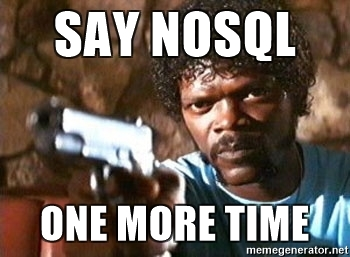 SAY NOSQL
ONE MORE TIME
memegenerator.net